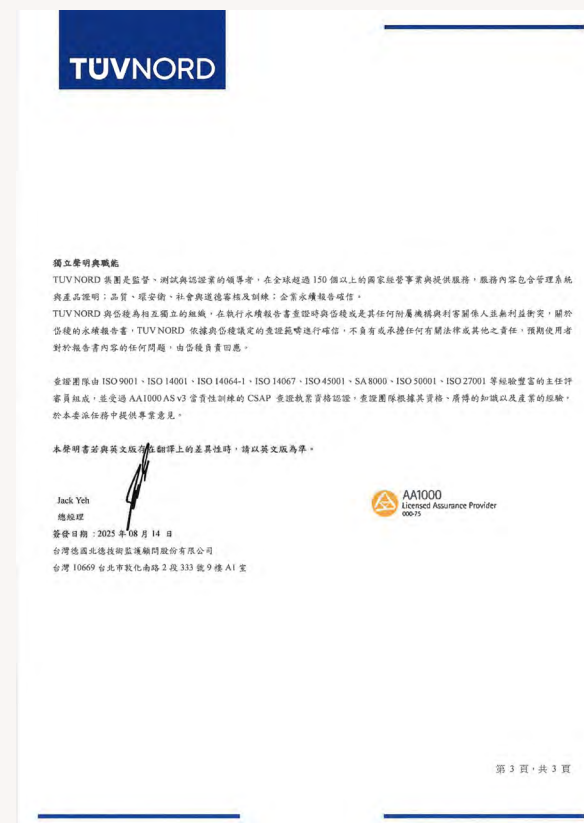 TÜVNORD
獨立聲明與職能
TUV NORD 集團是監督、測試與認證業的領導者，在全球超過 150 個以上的國家經營事業與提供服務，服務內容包含管理系統
與產品證明；品質、環安衛、社會與道德審核及訓練；企業永續報告確信。
TUV NORD 與岱稜為相互獨立的組織，在執行永續報告書查證時與岱稜或是其任何附屬機構與利害關係人並無利益衝突，關於
岱稜的永續報告書，TUV NORD 依據與岱稜議定的查證範疇進行確信，不負有或承擔任何有關法律或其他之責任，預期使用者
對於報告書內容的任何問題，由岱稜負責回應。
查證團隊由 ISO 9001、ISO 14001、ISO 14064-1、ISO 14067、ISO 45001、SA 8000、ISO 50001、ISO 27001 等經驗豐富的主任評
審員組成，並受過 AA1000 AS v3 當責性訓練的 CSAP 查證執業資格認證，查證團隊根據其資格、廣博的知識以及產業的經驗，
於本委派任務中提供專業意見。
本聲明書若與英文版存在翻譯上的差異性時，請以英文版為準。
Jack Yeh
總經理
簽發日期：2025 年 08 月 14 日
台灣德國北德技術監護顧問股份有限公司
台灣 10669 台北市敦化南路 2 段 333 號 9 樓 A1 室
AA1000
Licensed Assurance Provider
000-75
第 3 頁，共 3 頁